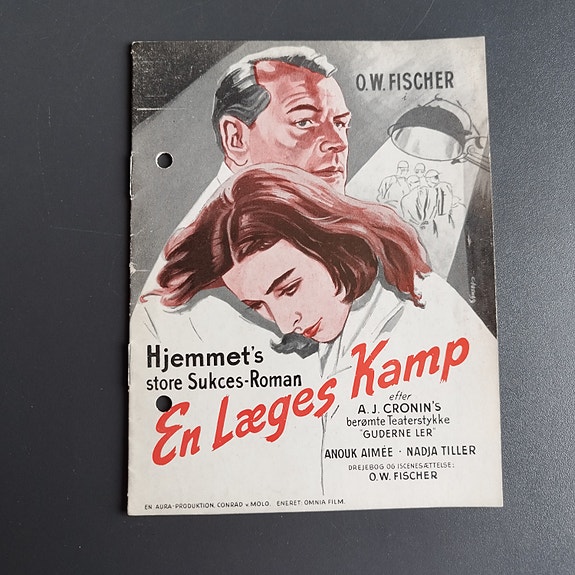 O.W. FISCHER
i
Hjemmet's
store Sukces-Roman
En Læges Kamp
efter
A. J. CRONIN'S
berømte Teaterstykke
"GUDERNE LER"
ANOUK AIMÉE · NADJA TILLER
DREJEBOG OG ISCENESÆTTELSE:
O.W. FISCHER
EN AURA-PRODUKTION, CONRAD v MOLO. ENERET: OMNIA FILM.